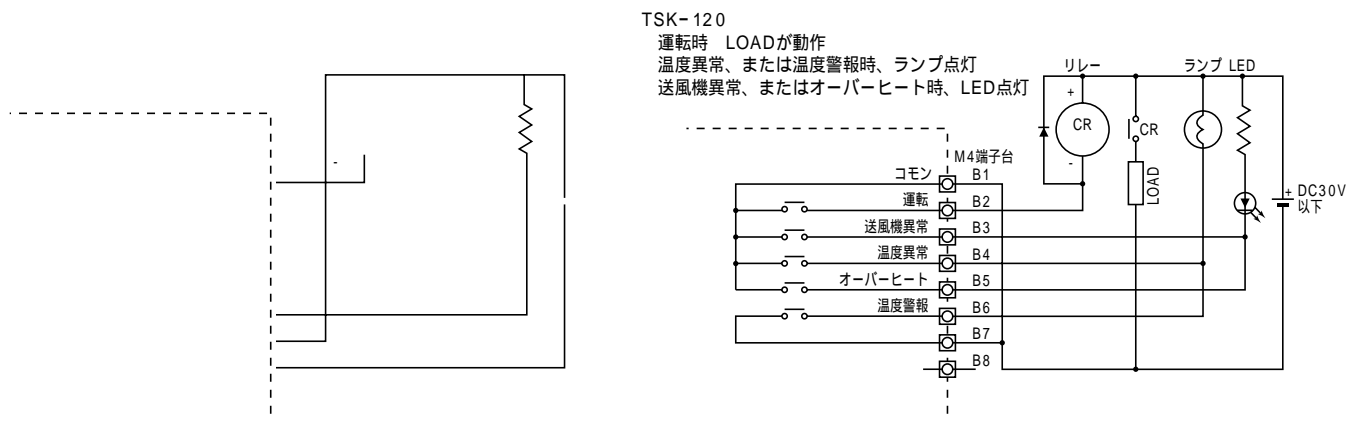 TSK-120
運転時 LOADが動作
温度異常、または温度警報時、ランプ点灯
送風機異常、またはオーバーヒート時、LED点灯
リレー
ランプ LED
+
CR
-
CR
LOAD
+ DC30V
以下
-
M4端子台
コモン B1
運転 B2
送風機異常 B3
温度異常 B4
オーバーヒート B5
温度警報 B6
B7
B8